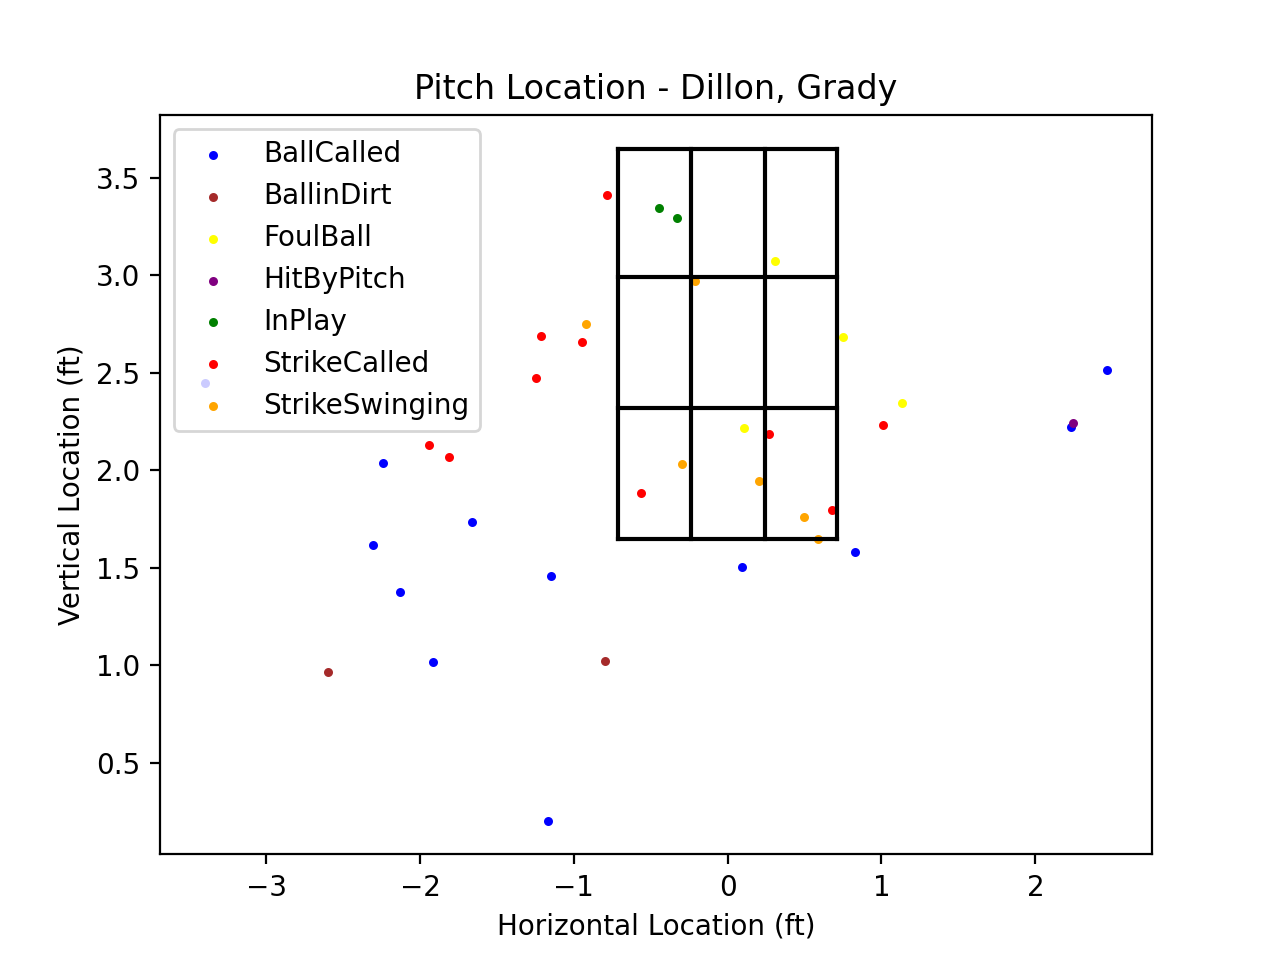 Pitch Location - Dillon, Grady
BallCalled
BallinDirt
FoulBall
HitByPitch
InPlay
StrikeCalled
StrikeSwinging
3.5
3.0
2.5
2.0
1.5
1.0
0.5
Vertical Location (ft)
−3 −2 −1 0 1 2
Horizontal Location (ft)